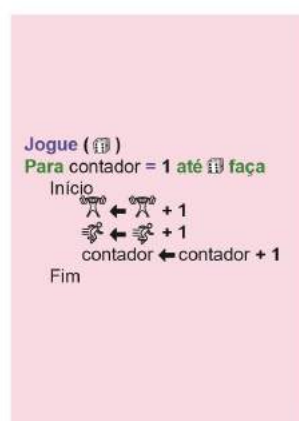 Jogue ( )
Para contador = 1 até faça
Início
← + 1
← + 1
contador ← contador + 1
Fim